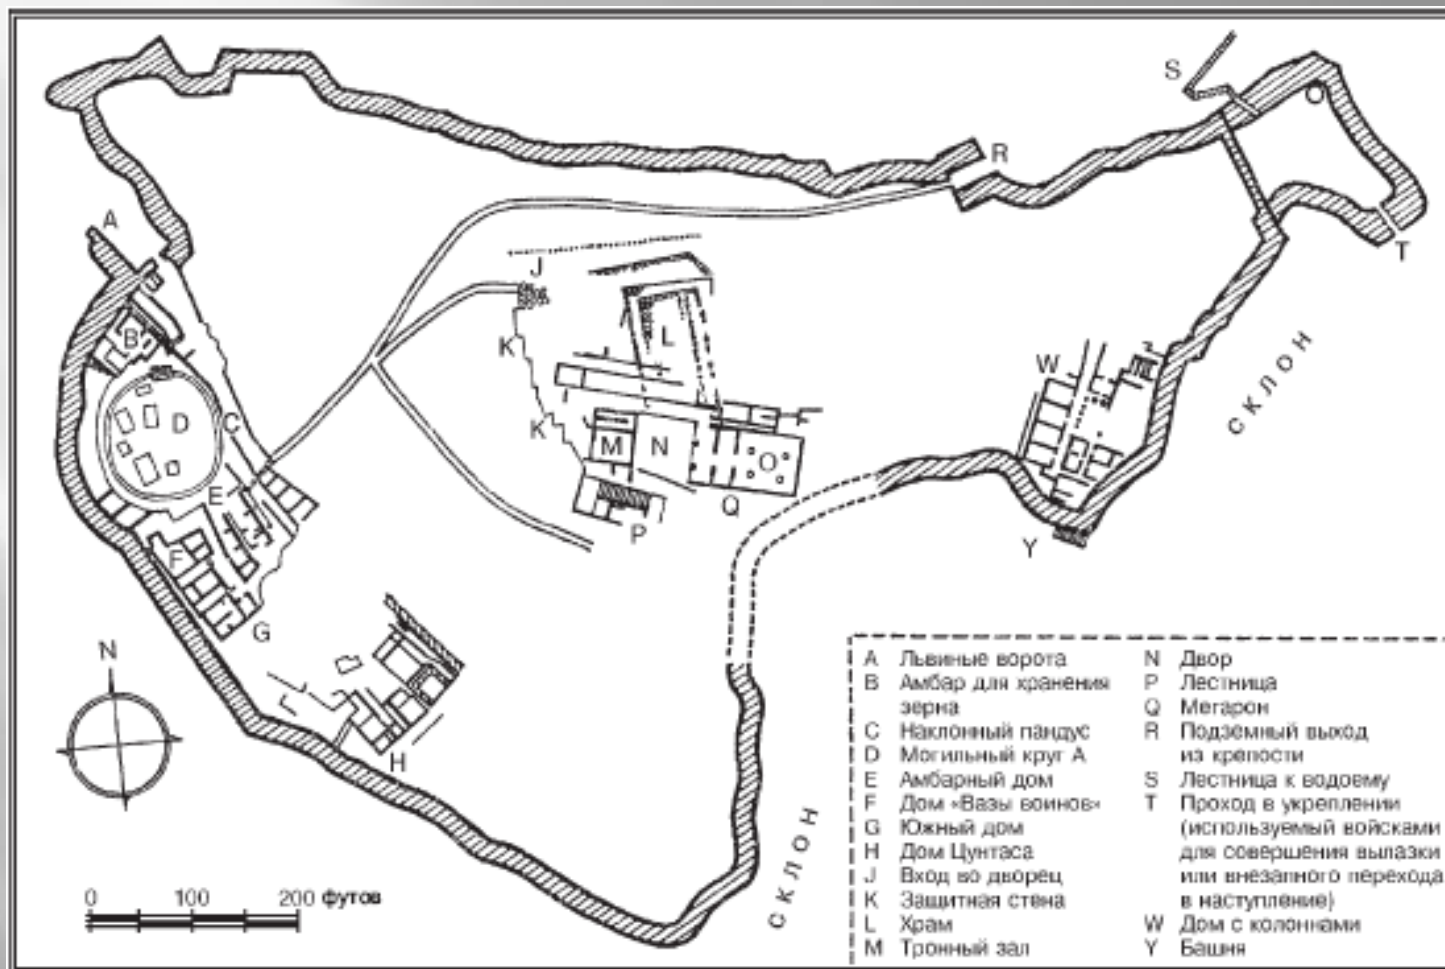 S
O
R
A
T
J
B
L
K
W
СКЛОН
D
C
K
M
N
O
E
Q
P
F
Y
G
N
H
СКЛОН
0 100 200 футов
A Львиные ворота
B Амбар для хранения
зерна
C Наклонный пандус
D Могильный круг А
E Амбарный дом
F Дом «Вазы воинов»
G Южный дом
H Дом Цунтаса
J Вход во дворец
K Защитная стена
L Храм
M Тронный зал
N Двор
P Лестница
Q Мегарон
R Подземный выход
из крепости
S Лестница к водоему
T Проход в укреплении
(используемый войсками
для совершения вылазки
или внезапного перехода
в наступление)
W Дом с колоннами
Y Башня